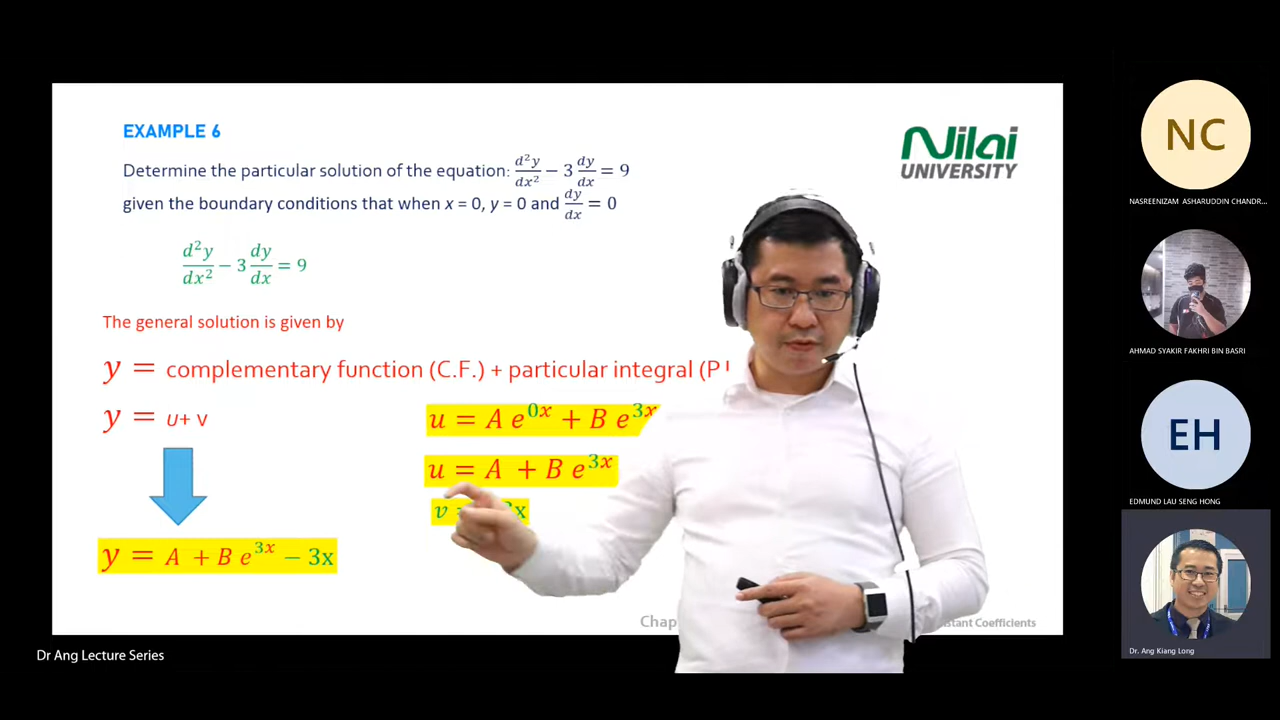 EXAMPLE 6
Nilai
UNIVERSITY
Determine the particular solution of the equation: d²y/dx² − 3 dy/dx = 9
given the boundary conditions that when x = 0, y = 0 and dy/dx = 0
d²y/dx² − 3 dy/dx = 9
The general solution is given by
y = complementary function (C.F.) + particular integral (P
y = u+ v
u = A e^0x + B e^3x
u = A + B e^3x
v
x
y = A + B e^3x − 3x
Chap
stant Coefficients
Dr Ang Lecture Series
NC
NASREENIZAM ASHARUDDIN CHANDR...
AHMAD SYAKIR FAKHRI BIN BASRI
EH
EDMUND LAU SENG HONG
Dr. Ang Kiang Long